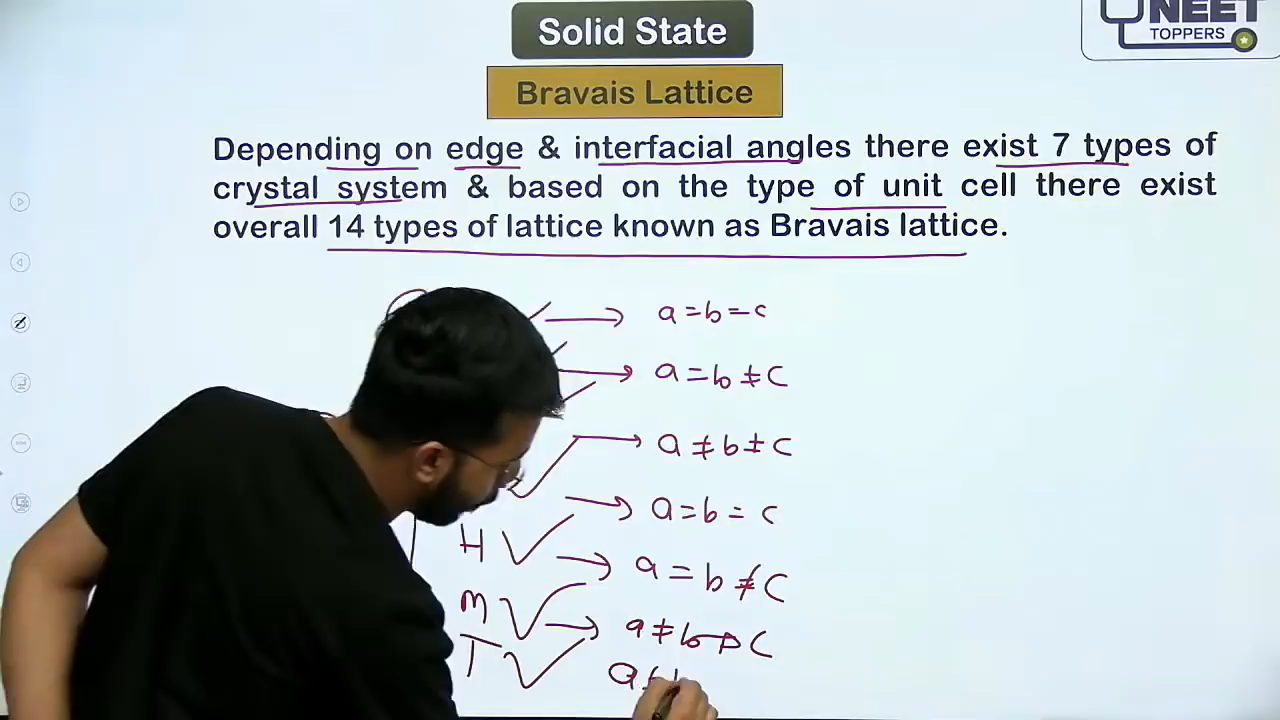 NEET
TOPPERS
Solid State
Bravais Lattice
Depending on edge & interfacial angles there exist 7 types of
crystal system & based on the type of unit cell there exist
overall 14 types of lattice known as Bravais lattice.
a=b=c
a=b≠c
a≠b≠c
a=b=c
H
a=b≠c
M
a≠b≠c
T
a≠